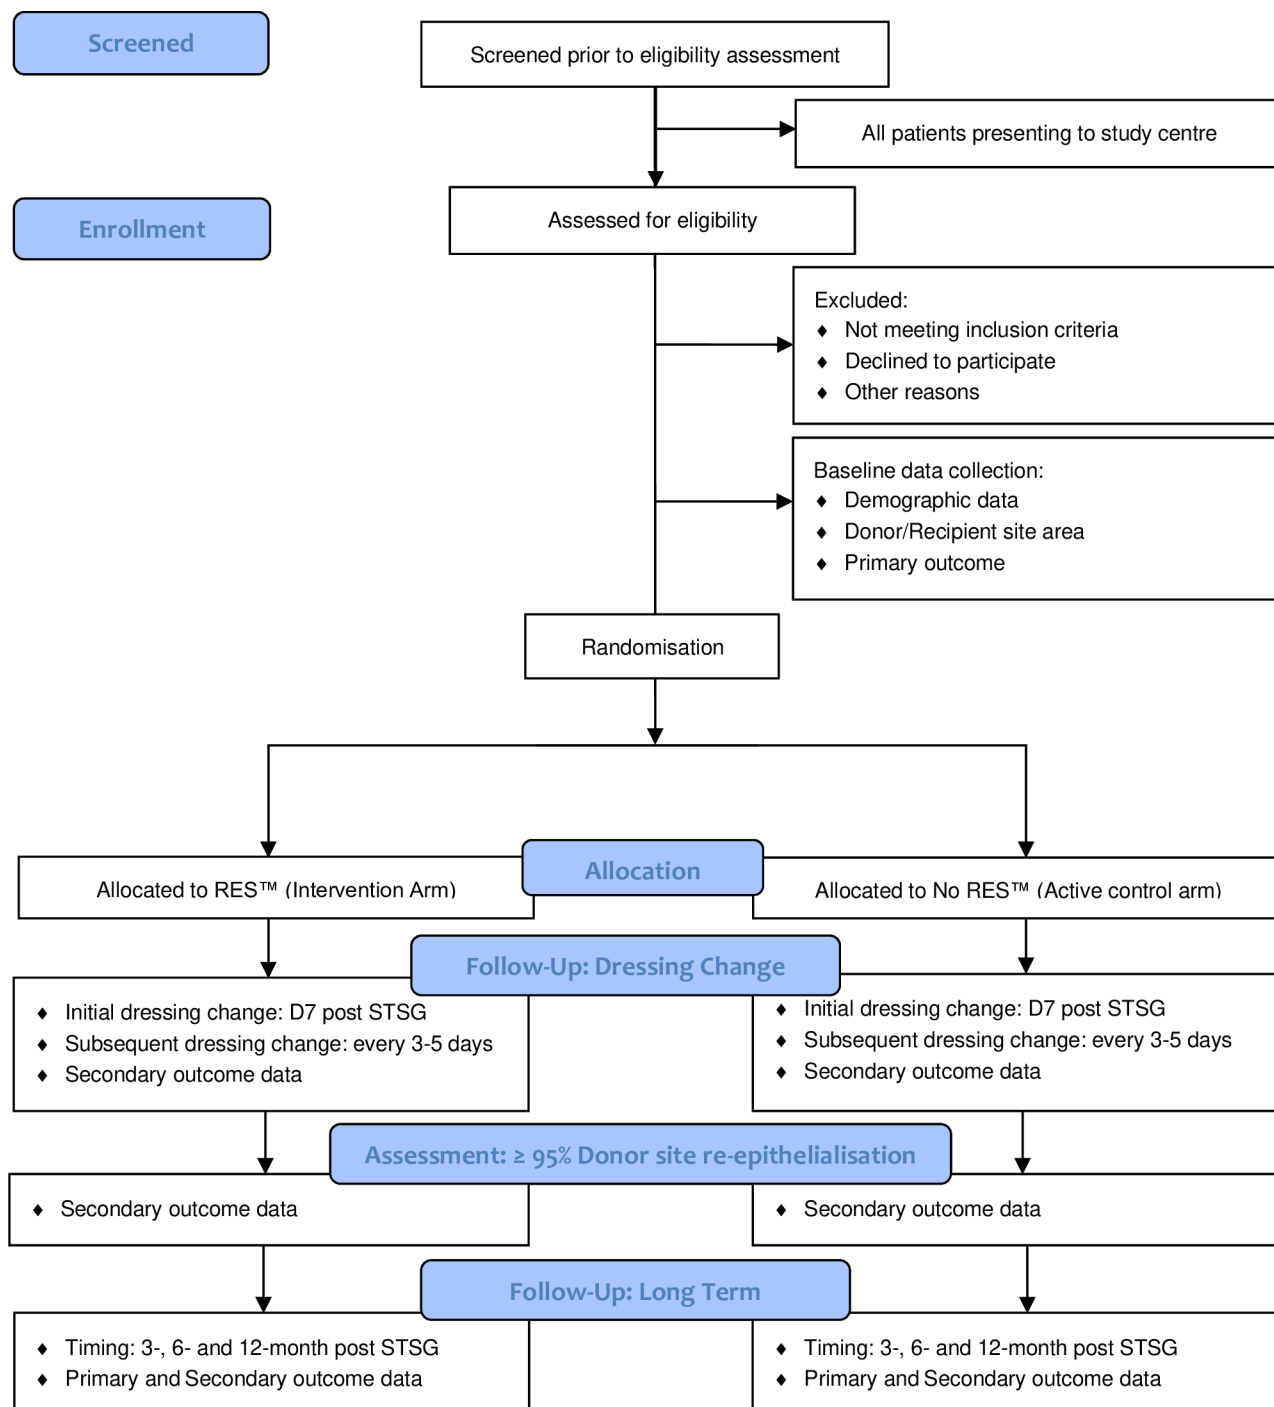 Screened
Screened prior to eligibility assessment
All patients presenting to study centre
Enrollment
Assessed for eligibility
Excluded:
♦ Not meeting inclusion criteria
♦ Declined to participate
♦ Other reasons
Baseline data collection:
♦ Demographic data
♦ Donor/Recipient site area
♦ Primary outcome
Randomisation
Allocation
Allocated to RES™ (Intervention Arm)
Allocated to No RES™ (Active control arm)
Follow-Up: Dressing Change
♦ Initial dressing change: D7 post STSG
♦ Subsequent dressing change: every 3-5 days
♦ Secondary outcome data
♦ Initial dressing change: D7 post STSG
♦ Subsequent dressing change: every 3-5 days
♦ Secondary outcome data
Assessment: ≥ 95% Donor site re-epithelialisation
♦ Secondary outcome data
♦ Secondary outcome data
Follow-Up: Long Term
♦ Timing: 3-, 6- and 12-month post STSG
♦ Primary and Secondary outcome data
♦ Timing: 3-, 6- and 12-month post STSG
♦ Primary and Secondary outcome data